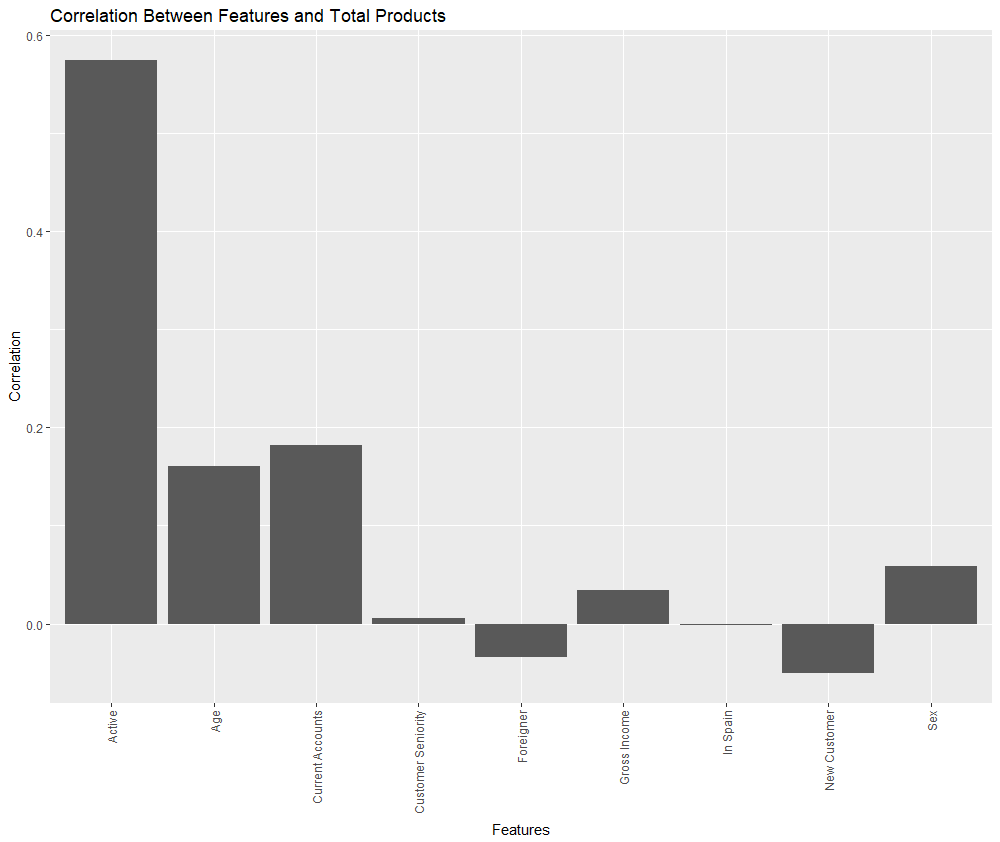 Correlation Between Features and Total Products
0.6
0.4
0.2
0.0
Correlation
Active
Age
Current Accounts
Customer Seniority
Foreigner
Gross Income
In Spain
New Customer
Sex
Features